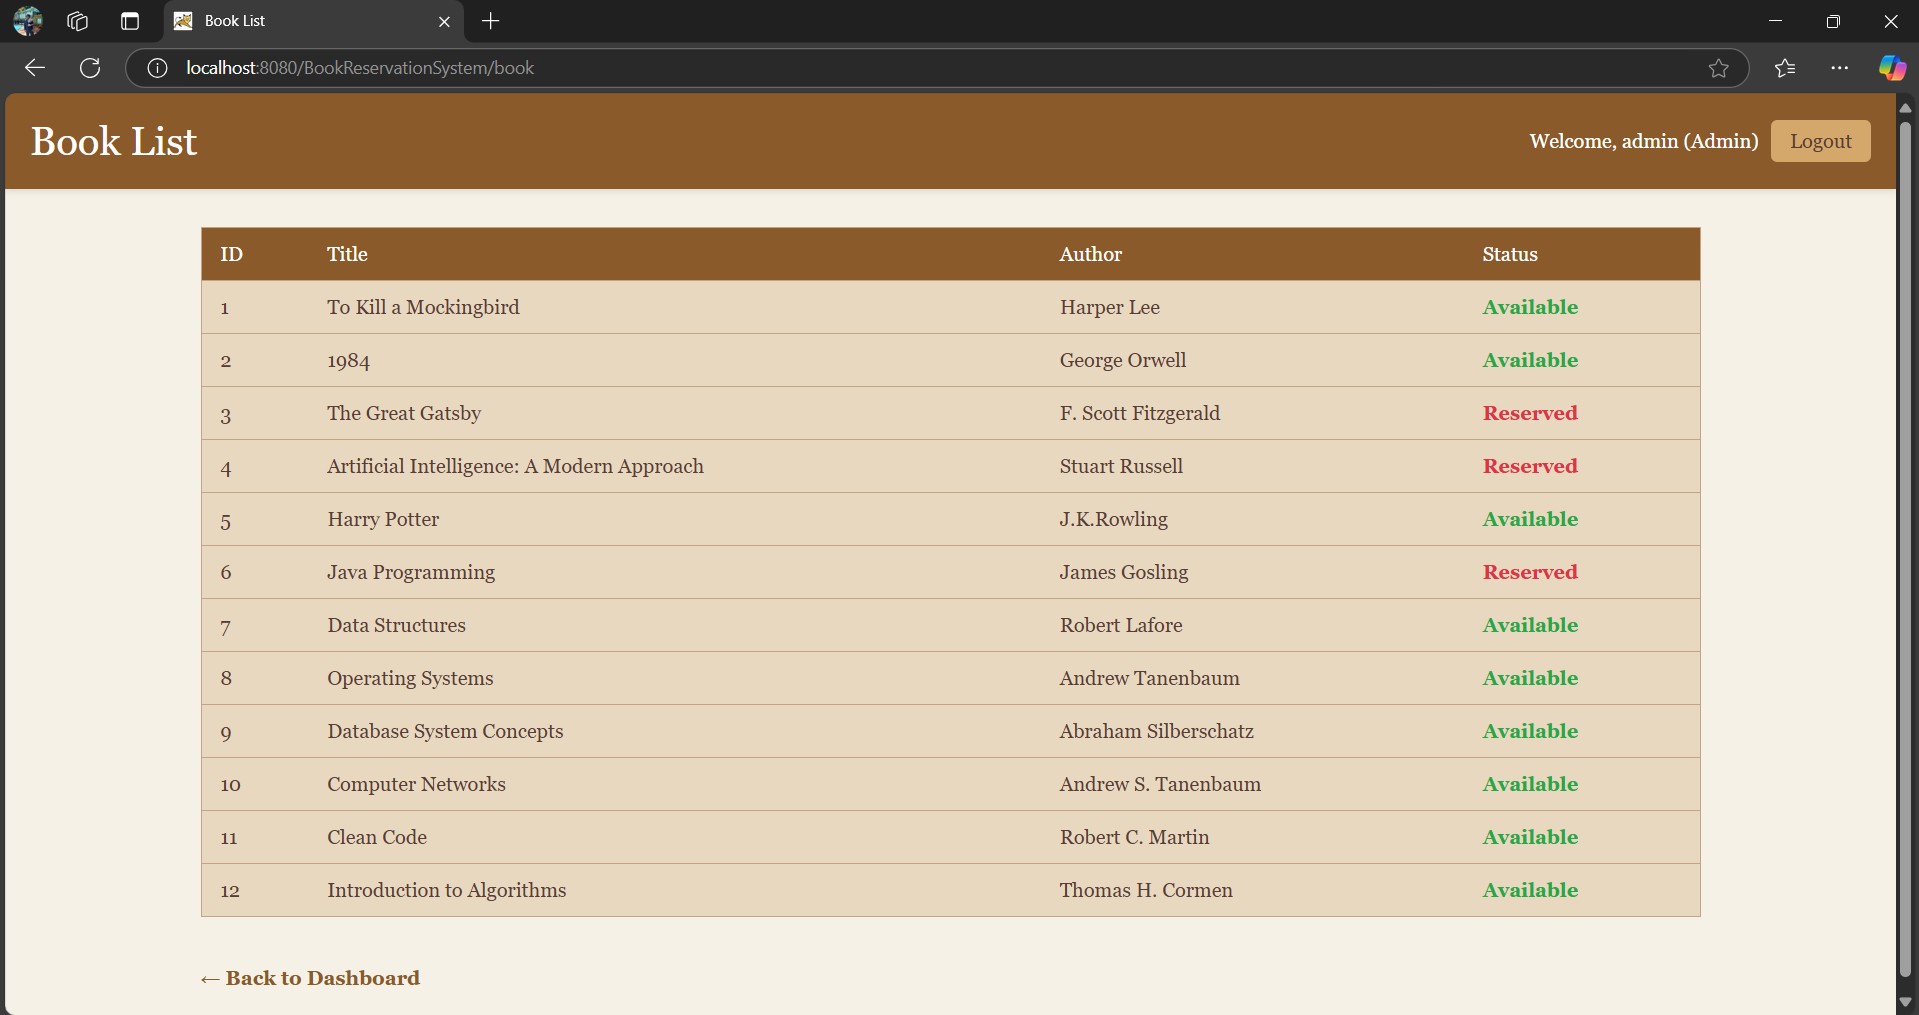 Book List
localhost:8080/BookReservationSystem/book
Book List
Welcome, admin (Admin) Logout
ID Title Author Status
1 To Kill a Mockingbird Harper Lee Available
2 1984 George Orwell Available
3 The Great Gatsby F. Scott Fitzgerald Reserved
4 Artificial Intelligence: A Modern Approach Stuart Russell Reserved
5 Harry Potter J.K.Rowling Available
6 Java Programming James Gosling Reserved
7 Data Structures Robert Lafore Available
8 Operating Systems Andrew Tanenbaum Available
9 Database System Concepts Abraham Silberschatz Available
10 Computer Networks Andrew S. Tanenbaum Available
11 Clean Code Robert C. Martin Available
12 Introduction to Algorithms Thomas H. Cormen Available
← Back to Dashboard